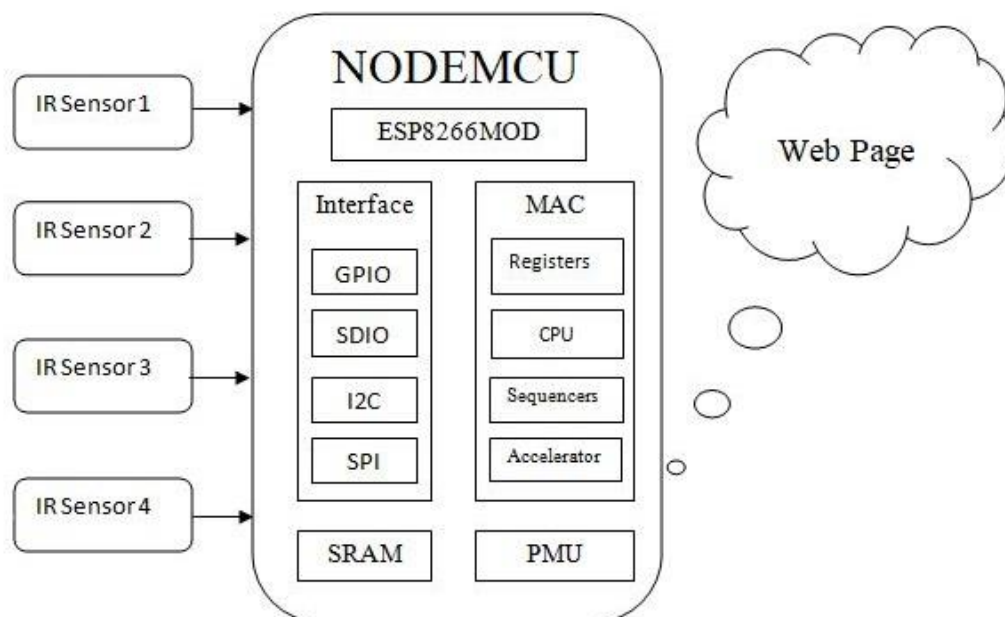 NODEMCU
ESP8266MOD
IR Sensor 1
IR Sensor 2
IR Sensor 3
IR Sensor 4
Interface
GPIO
SDIO
I2C
SPI
MAC
Registers
CPU
Sequencers
Accelerator
SRAM
PMU
Web Page